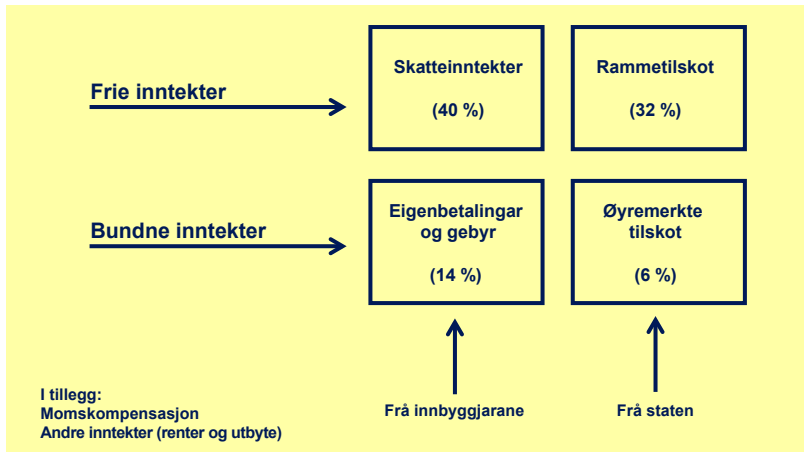 Frie inntekter
Skatteinntekter
(40 %)
Rammetilskot
(32 %)
Bundne inntekter
Eigenbetalingar
og gebyr
(14 %)
Øyremerkte
tilskot
(6 %)
I tillegg:
Momskompensasjon
Andre inntekter (renter og utbyte)
Frå innbyggjarane
Frå staten